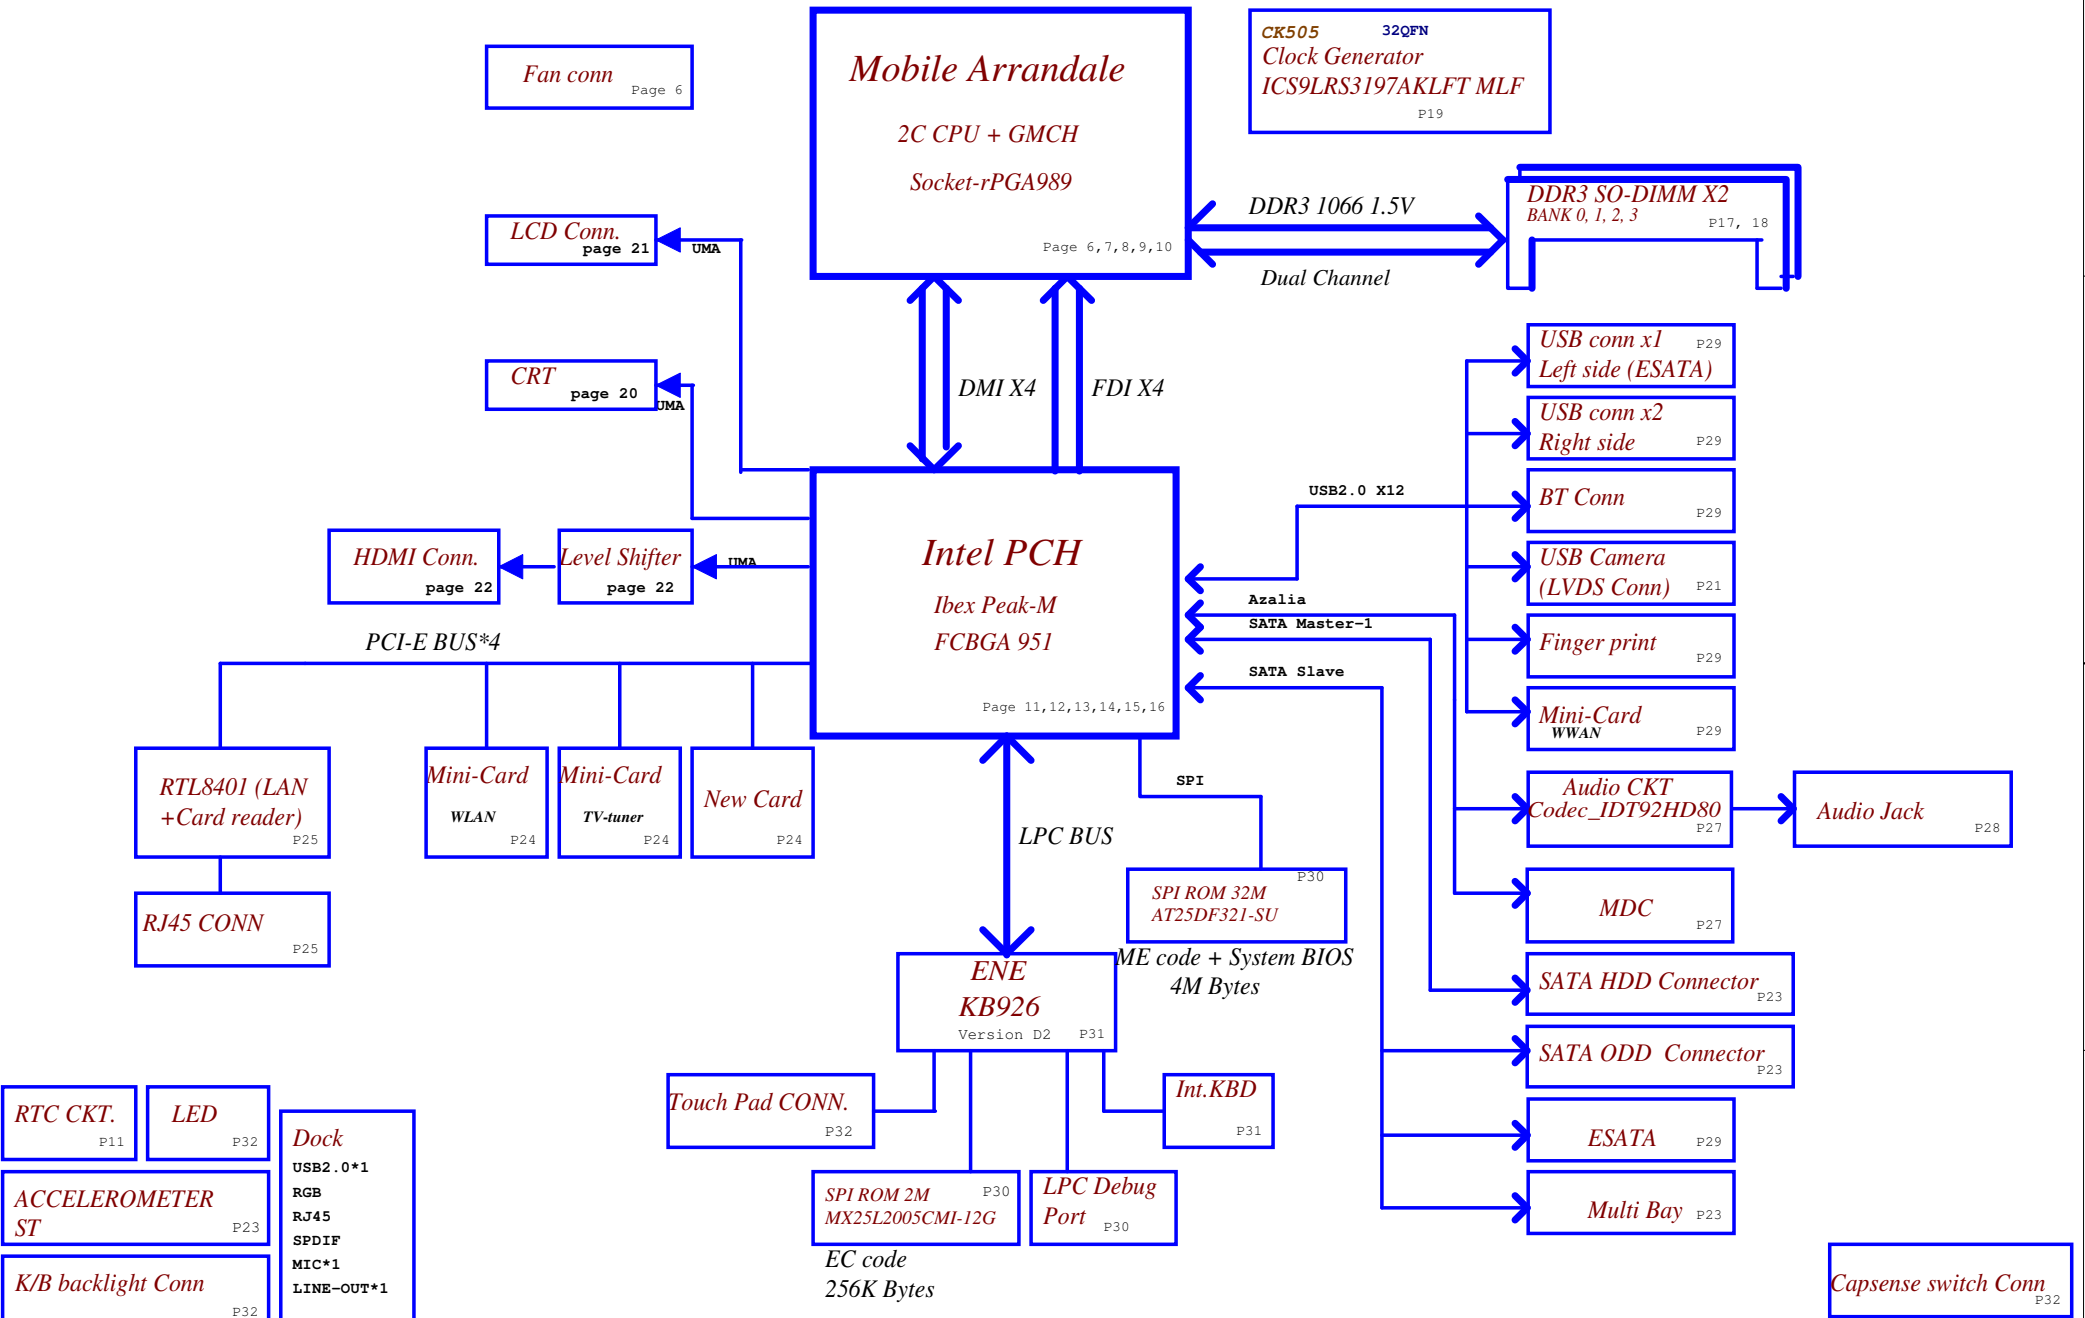 Mobile Arrandale
2C CPU + GMCH
Socket-rPGA989
Page 6,7,8,9,10
Fan conn
Page 6
CK505 32QFN
Clock Generator
ICS9LRS3197AKLFT MLF
P19
DDR3 1066 1.5V
Dual Channel
DDR3 SO-DIMM X2
BANK 0, 1, 2, 3
P17, 18
LCD Conn.
page 21
UMA
CRT
page 20
UMA
DMI X4
FDI X4
HDMI Conn.
page 22
Level Shifter
page 22
UMA
Intel PCH
Ibex Peak-M
FCBGA 951
Page 11,12,13,14,15,16
USB2.0 X12
Azalia
SATA Master-1
SATA Slave
USB conn x1 P29
Left side (ESATA)
USB conn x2
Right side P29
BT Conn
P29
USB Camera
(LVDS Conn) P21
Finger print
P29
Mini-Card
WWAN P29
PCI-E BUS*4
RTL8401 (LAN
+Card reader)
P25
RJ45 CONN
P25
Mini-Card
WLAN
P24
Mini-Card
TV-tuner
P24
New Card
P24
SPI
LPC BUS
P30
SPI ROM 32M
AT25DF321-SU
ME code + System BIOS
4M Bytes
Audio CKT
Codec_IDT92HD80
P27
Audio Jack
P28
MDC
P27
SATA HDD Connector
P23
SATA ODD Connector
P23
ESATA P29
Multi Bay P23
ENE
KB926
Version D2 P31
Touch Pad CONN.
P32
Int.KBD
P31
SPI ROM 2M P30
MX25L2005CMI-12G
EC code
256K Bytes
LPC Debug
Port P30
RTC CKT.
P11
LED
P32
ACCELEROMETER
ST P23
K/B backlight Conn
P32
Dock
USB2.0*1
RGB
RJ45
SPDIF
MIC*1
LINE-OUT*1
Capsense switch Conn
P32